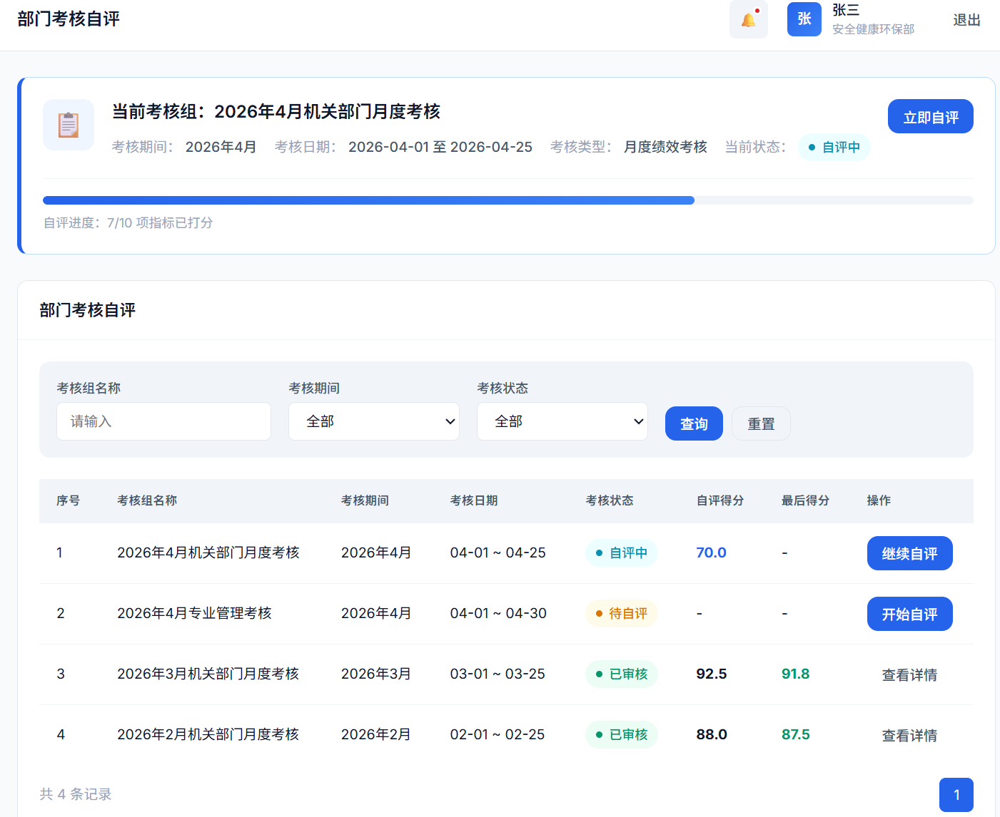 部门考核自评
张
张三
安全健康环保部
退出
当前考核组：2026年4月机关部门月度考核
立即自评
考核期间： 2026年4月 考核日期： 2026-04-01 至 2026-04-25 考核类型： 月度绩效考核 当前状态： 自评中
自评进度：7/10 项指标已打分
部门考核自评
考核组名称 考核期间 考核状态
请输入 全部 全部 查询 重置
序号 考核组名称 考核期间 考核日期 考核状态 自评得分 最后得分 操作
1 2026年4月机关部门月度考核 2026年4月 04-01 ~ 04-25 自评中 70.0 - 继续自评
2 2026年4月专业管理考核 2026年4月 04-01 ~ 04-30 待自评 - - 开始自评
3 2026年3月机关部门月度考核 2026年3月 03-01 ~ 03-25 已审核 92.5 91.8 查看详情
4 2026年2月机关部门月度考核 2026年2月 02-01 ~ 02-25 已审核 88.0 87.5 查看详情
共 4 条记录 1